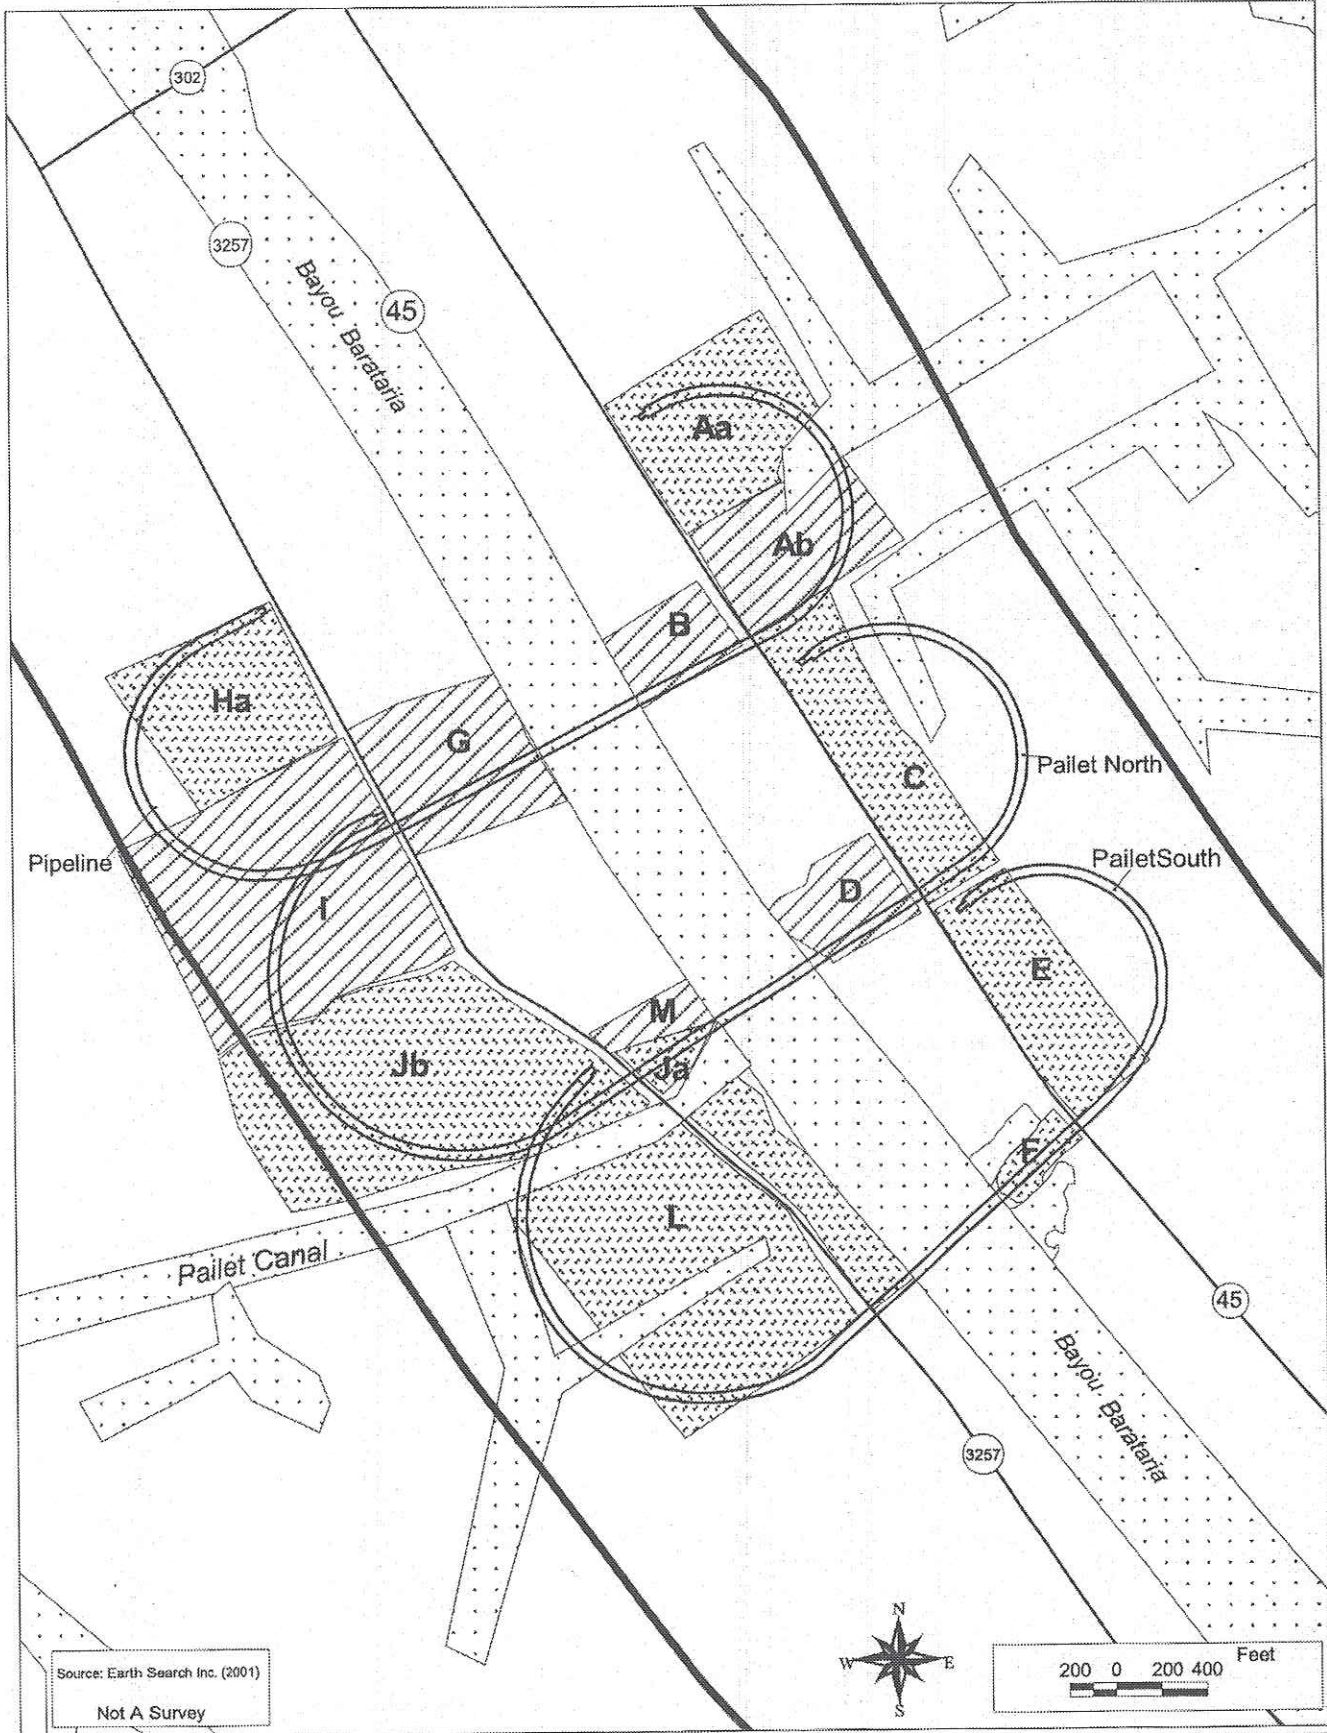 302
3257
45
Bayou Barataria
Aa
Ab
B
Ha
G
C
Pailet North
PailetSouth
Pipeline
D
I
E
M
Ja
Jb
E
L
Pailet Canal
45
Bayou Barataria
3257
N
W E
S
Source: Earth Search Inc. (2001)
Not A Survey
Feet
200 0 200 400